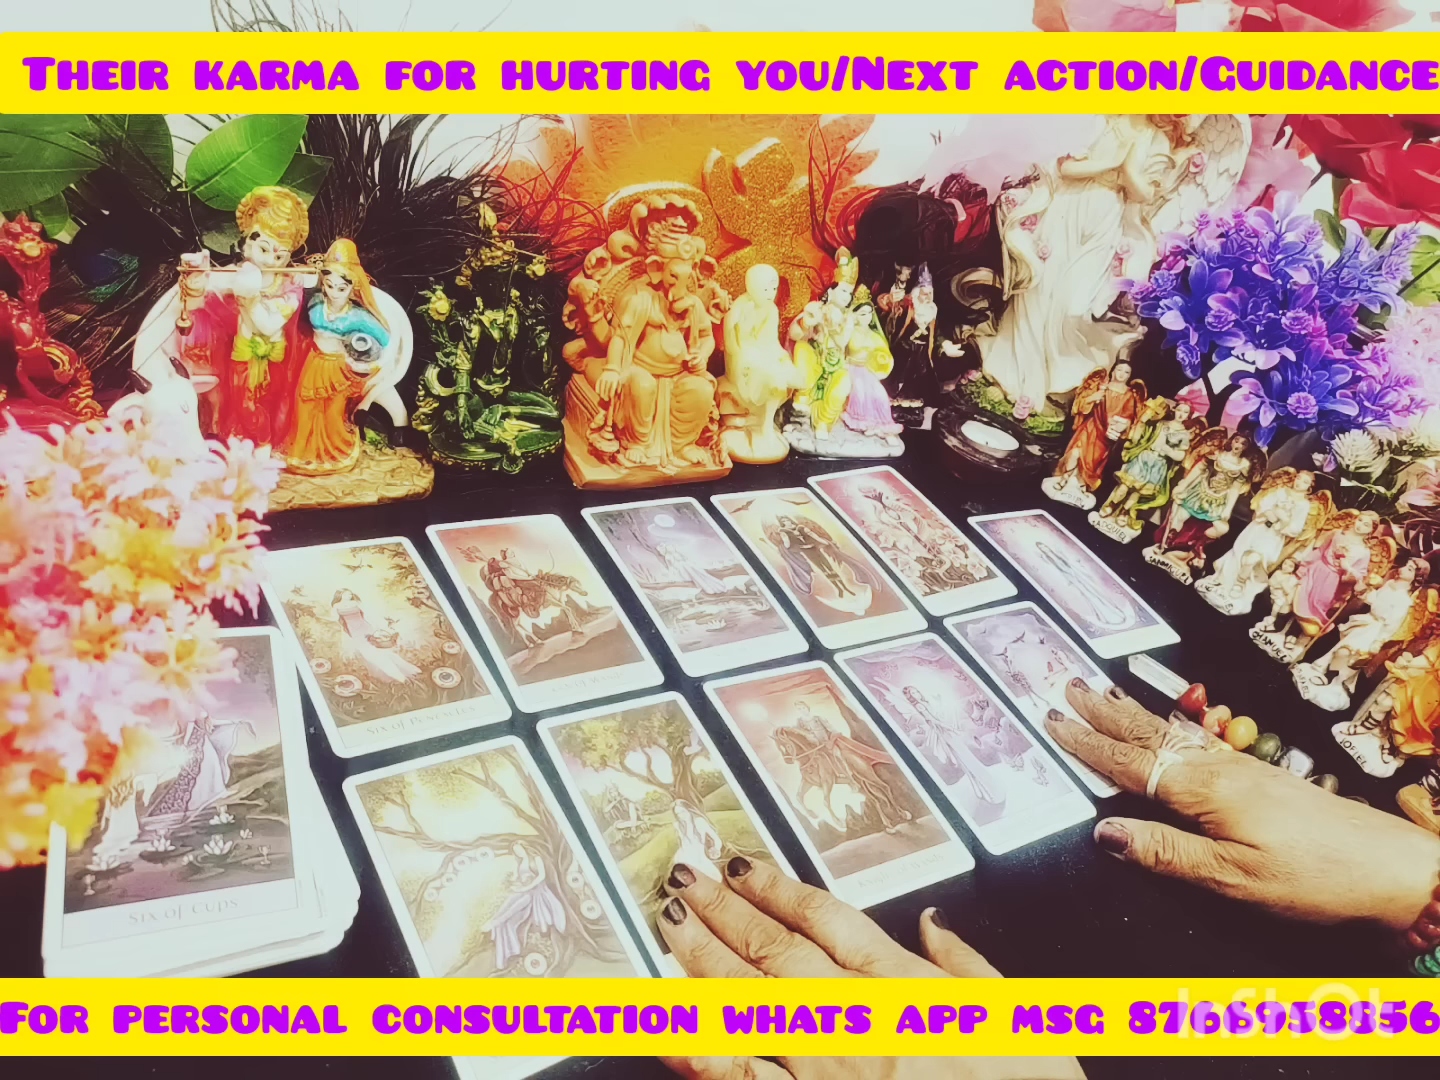 Their karma for hurting you/Next action/Guidance
Six of Pentacles
Six of Cups
For personal consultation whats app msg 8766958856
InShOt